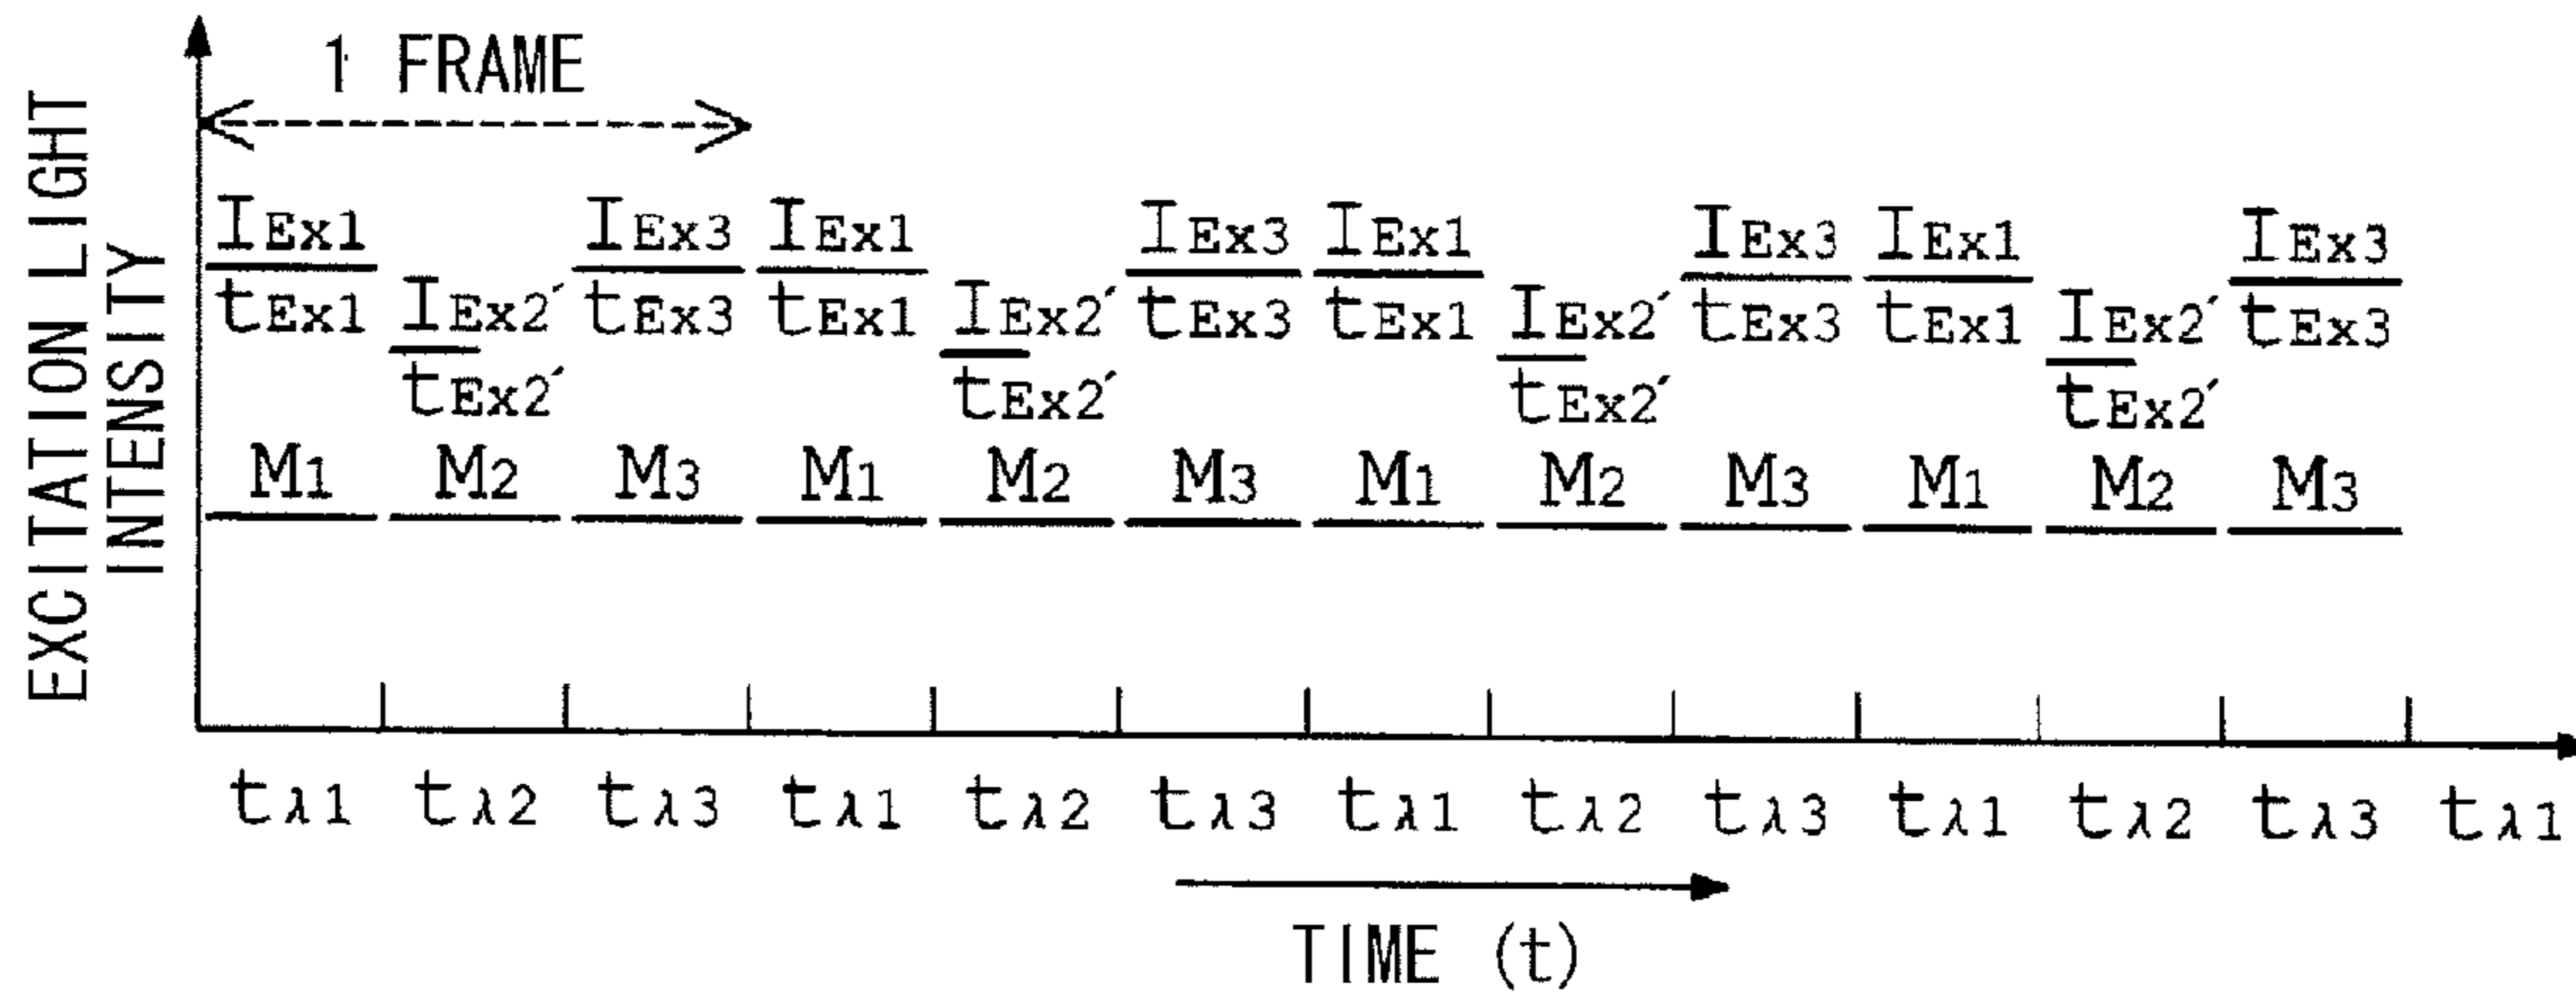 EXCITATION LIGHT
INTENSITY
1 FRAME
IEx1 IEx3 IEx1 IEx3 IEx1 IEx3 IEx1 IEx3
tEx1 IEx2′ tEx3 tEx1 IEx2′ tEx3 tEx1 IEx2′ tEx3 tEx1 IEx2′ tEx3
tEx2′ tEx2′ tEx2′ tEx2′
M1 M2 M3 M1 M2 M3 M1 M2 M3 M1 M2 M3
tλ1 tλ2 tλ3 tλ1 tλ2 tλ3 tλ1 tλ2 tλ3 tλ1 tλ2 tλ3 tλ1
TIME (t)